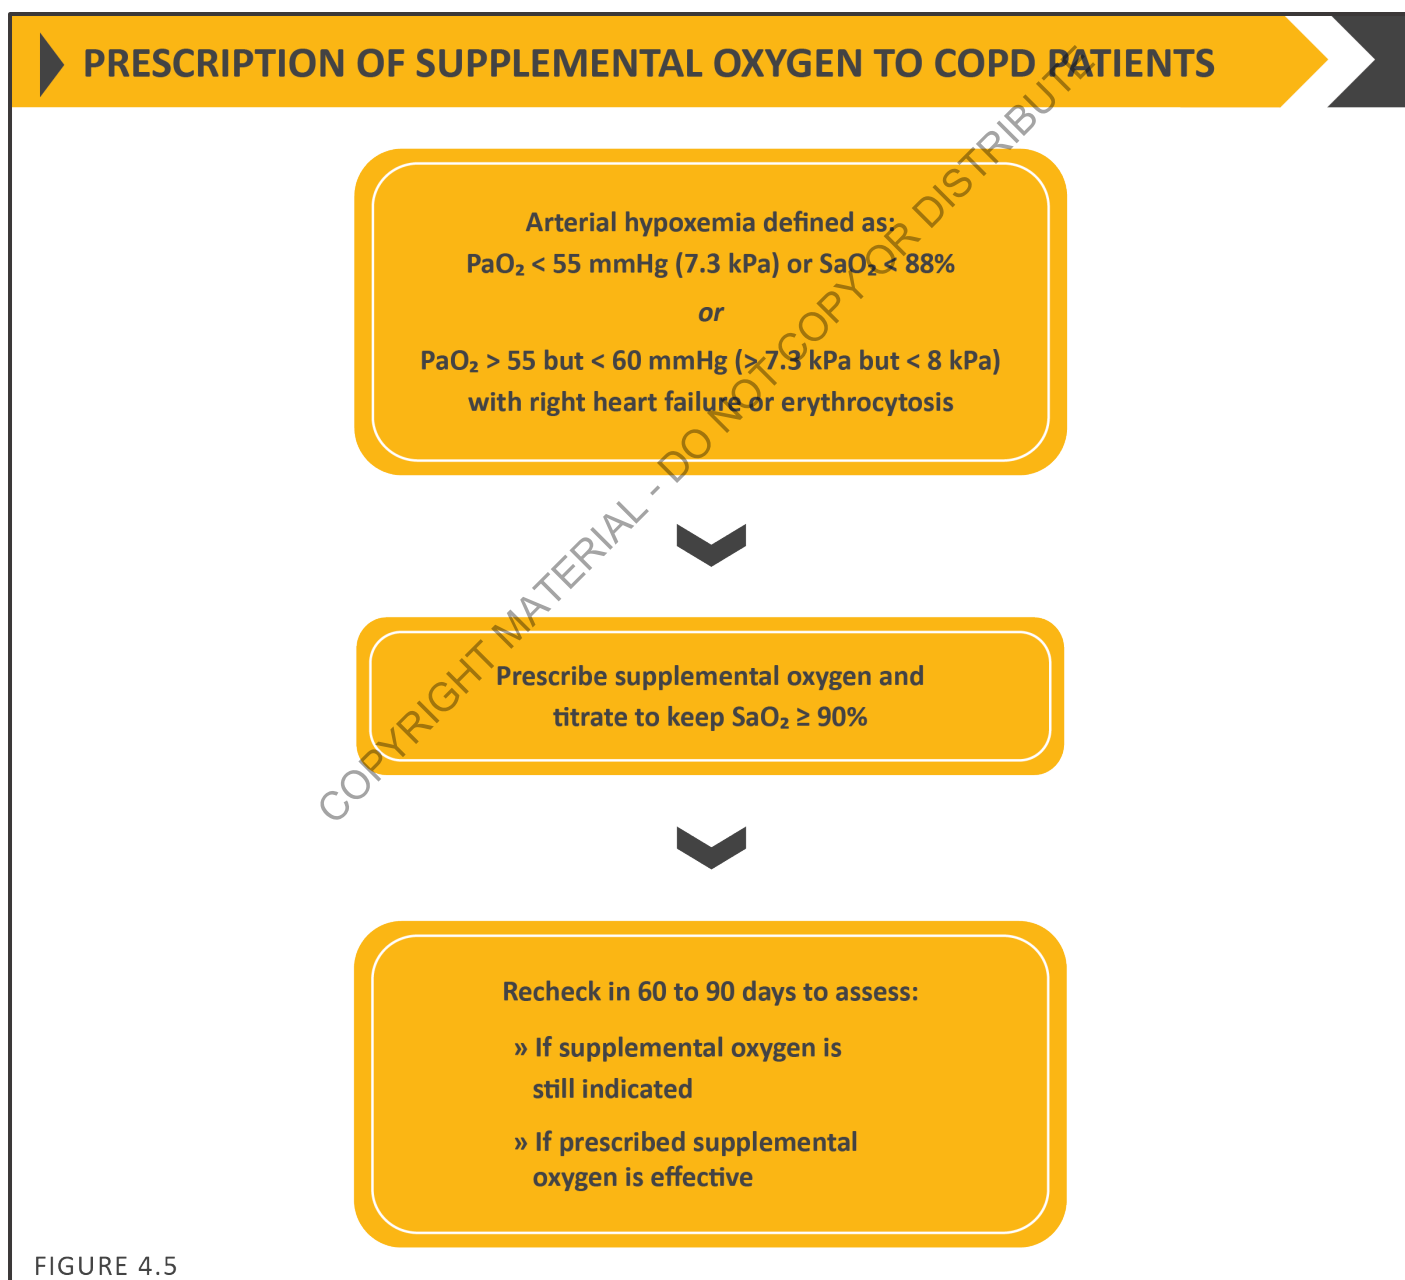 PRESCRIPTION OF SUPPLEMENTAL OXYGEN TO COPD PATIENTS
Arterial hypoxemia defined as:
PaO₂ < 55 mmHg (7.3 kPa) or SaO₂ < 88%
or
PaO₂ > 55 but < 60 mmHg (> 7.3 kPa but < 8 kPa)
with right heart failure or erythrocytosis
Prescribe supplemental oxygen and
titrate to keep SaO₂ ≥ 90%
Recheck in 60 to 90 days to assess:
» If supplemental oxygen is
still indicated
» If prescribed supplemental
oxygen is effective
FIGURE 4.5
COPYRIGHT MATERIAL - DO NOT COPY OR DISTRIBUTE